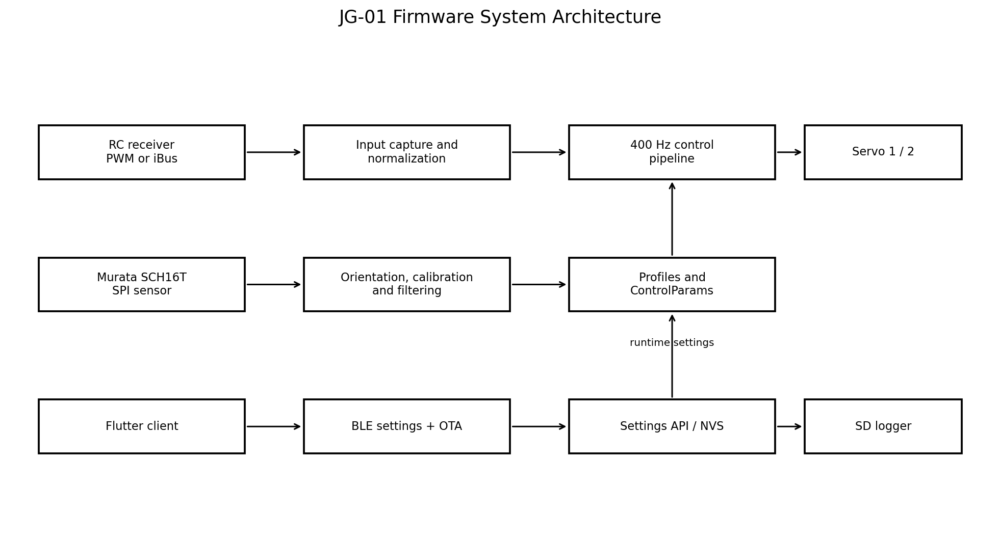 JG-01 Firmware System Architecture
RC receiver
PWM or iBus
Input capture and
normalization
400 Hz control
pipeline
Servo 1 / 2
Murata SCH16T
SPI sensor
Orientation, calibration
and filtering
Profiles and
ControlParams
runtime settings
Flutter client
BLE settings + OTA
Settings API / NVS
SD logger